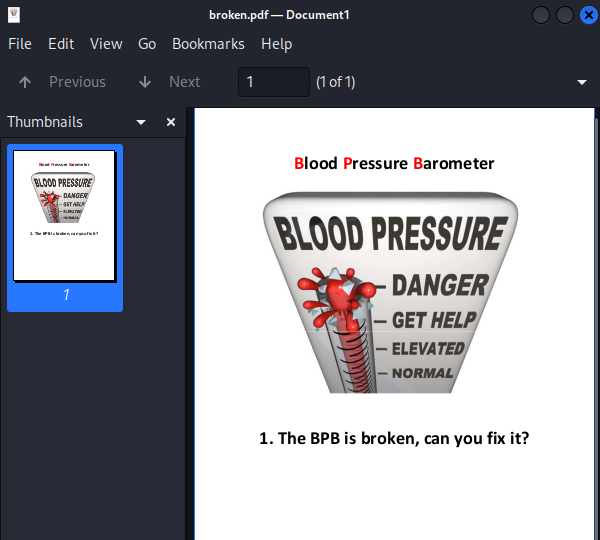 broken.pdf — Document1
File Edit View Go Bookmarks Help
Previous Next 1 (1 of 1)
Thumbnails
Blood Pressure Barometer
BLOOD PRESSURE
DANGER
GET HELP
ELEVATED
NORMAL
1. The BPB is broken, can you fix it?
1
Blood Pressure Barometer
BLOOD PRESSURE
DANGER
GET HELP
ELEVATED
NORMAL
1. The BPB is broken, can you fix it?